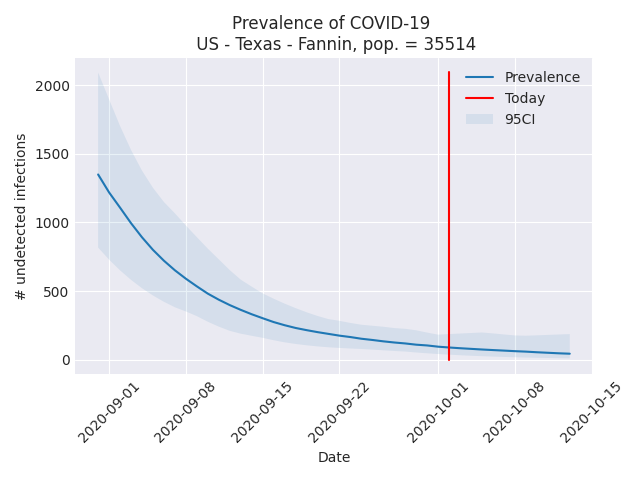 Prevalence of COVID-19
US - Texas - Fannin, pop. = 35514
Prevalence
Today
95CI
# undetected infections
2000
1500
1000
500
0
2020-09-01
2020-09-08
2020-09-15
2020-09-22
2020-10-01
2020-10-08
2020-10-15
Date